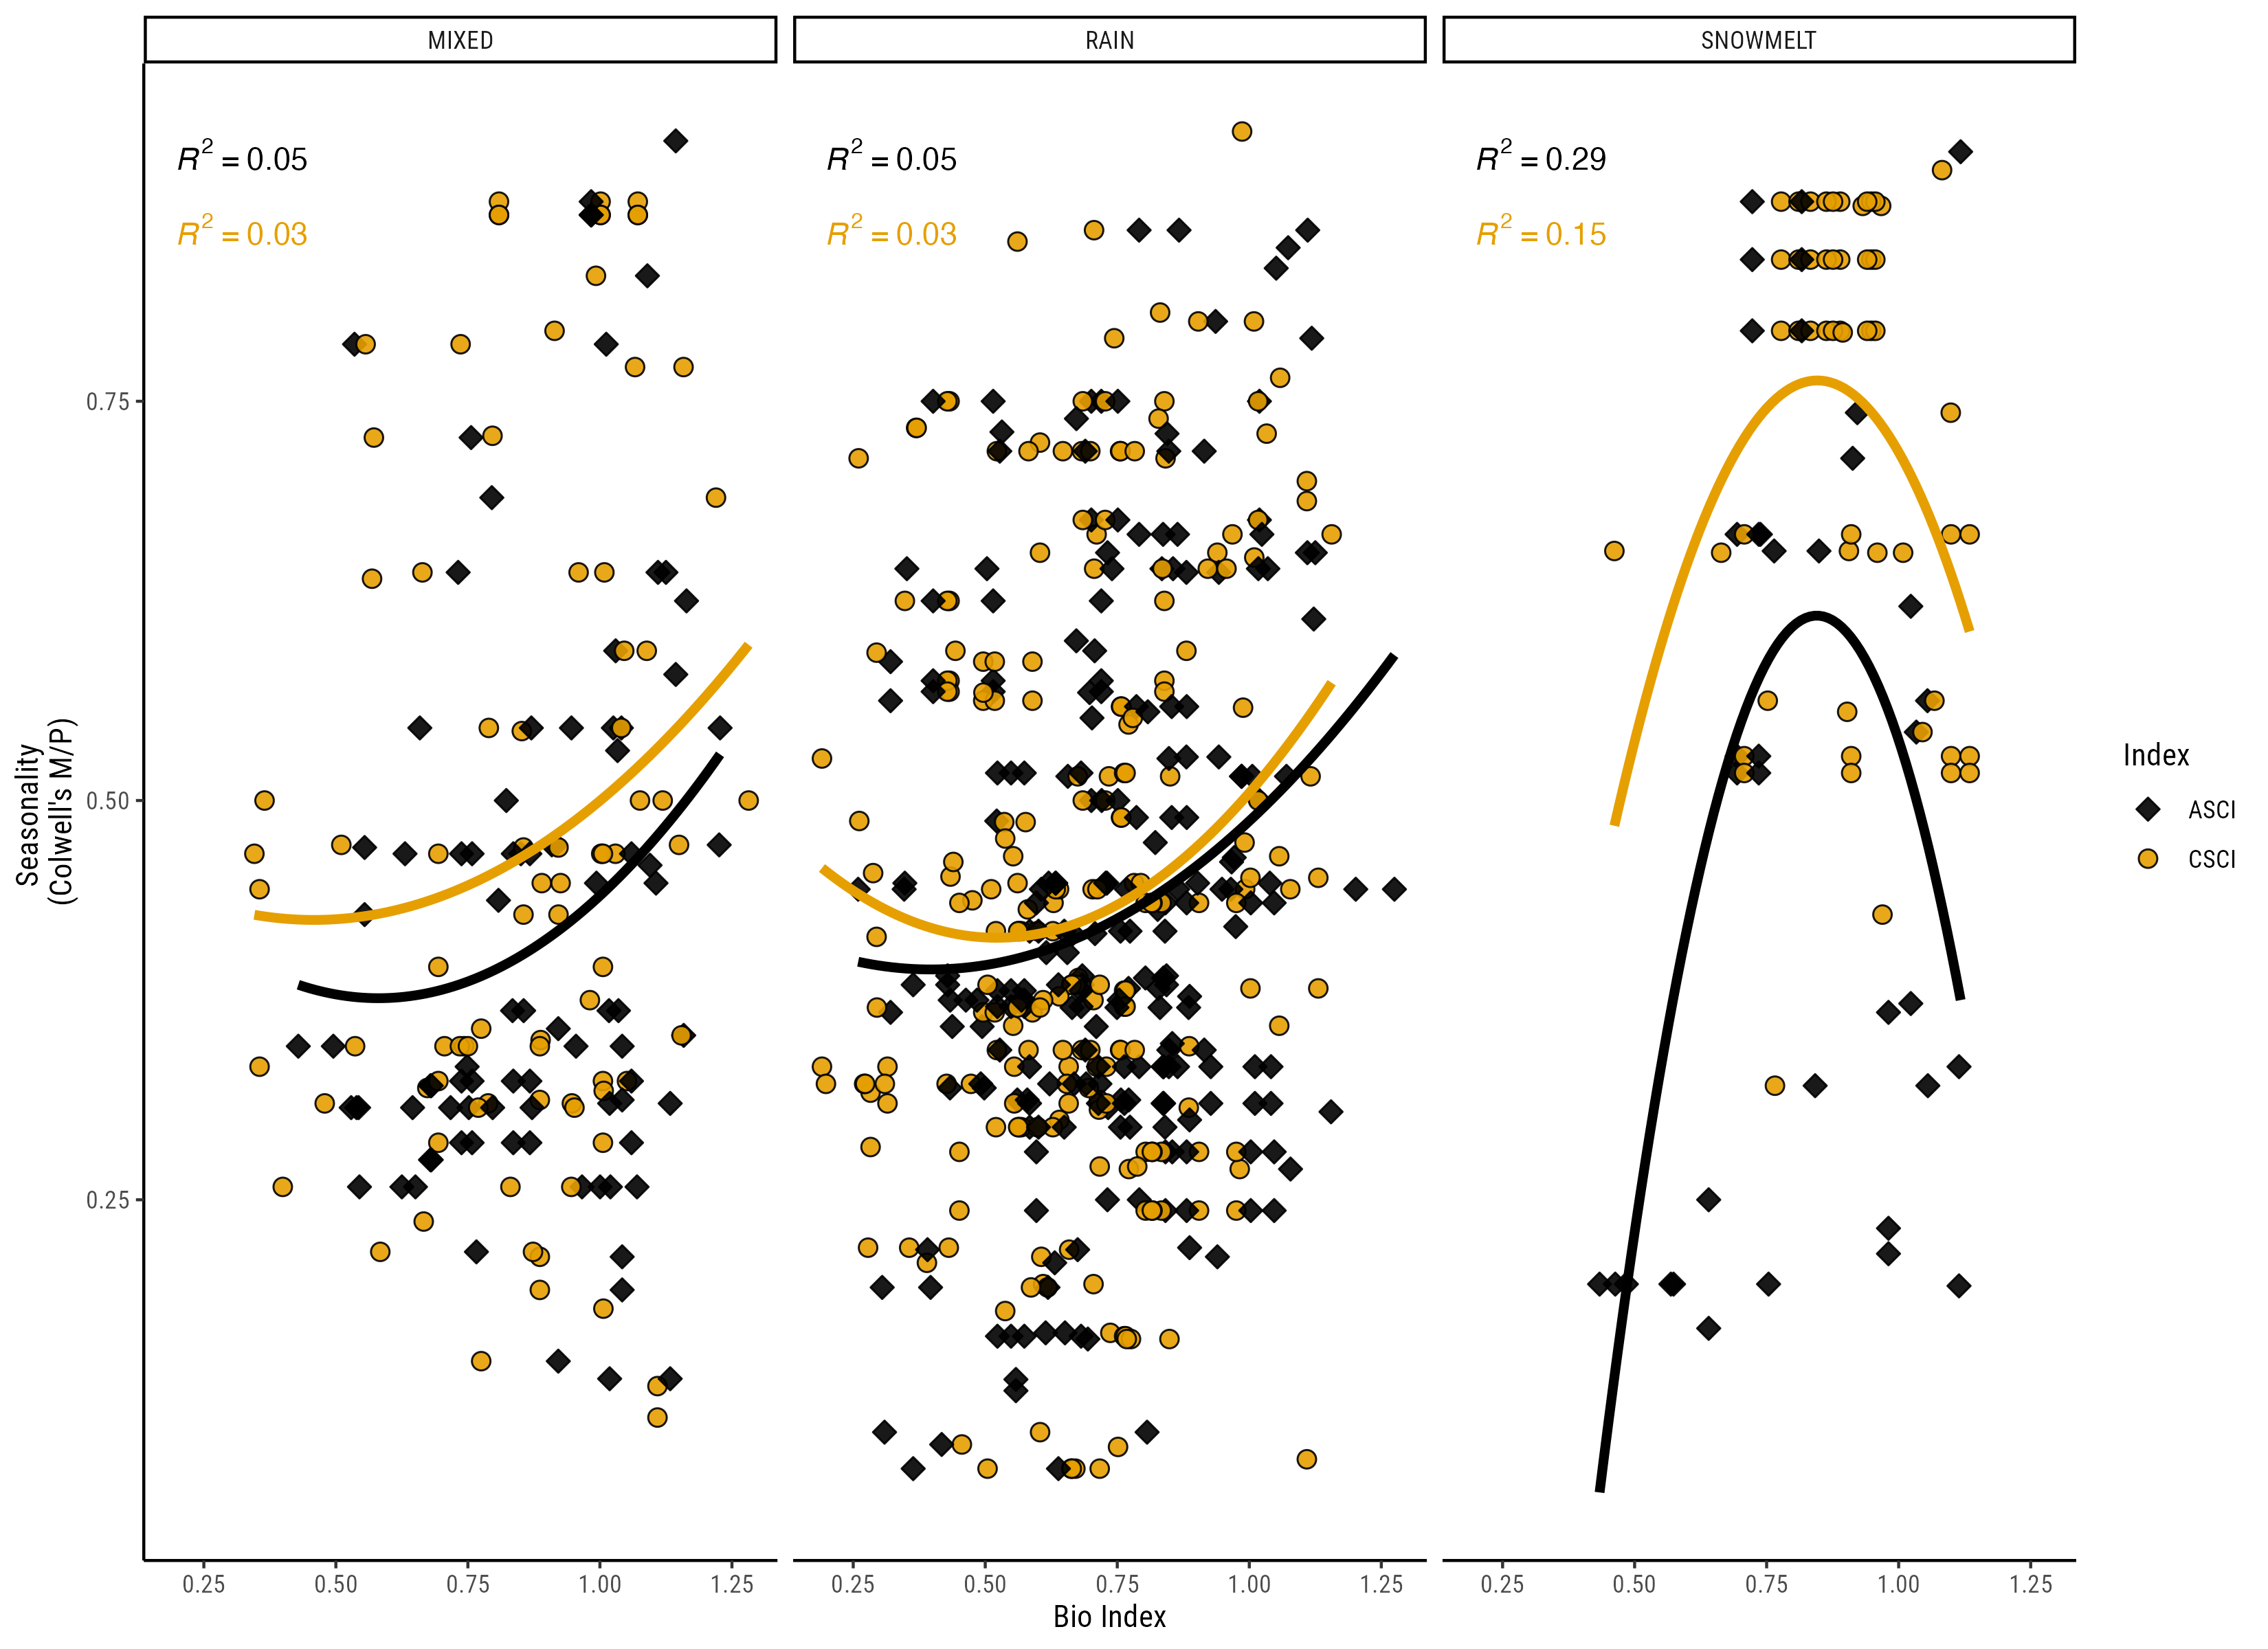 MIXED
RAIN
SNOWMELT
R² = 0.05
R² = 0.03
R² = 0.05
R² = 0.03
R² = 0.29
R² = 0.15
Seasonality
(Colwell's M/P)
0.75
0.50
0.25
0.25 0.50 0.75 1.00 1.25
0.25 0.50 0.75 1.00 1.25
0.25 0.50 0.75 1.00 1.25
Bio Index
Index
ASCI
CSCI